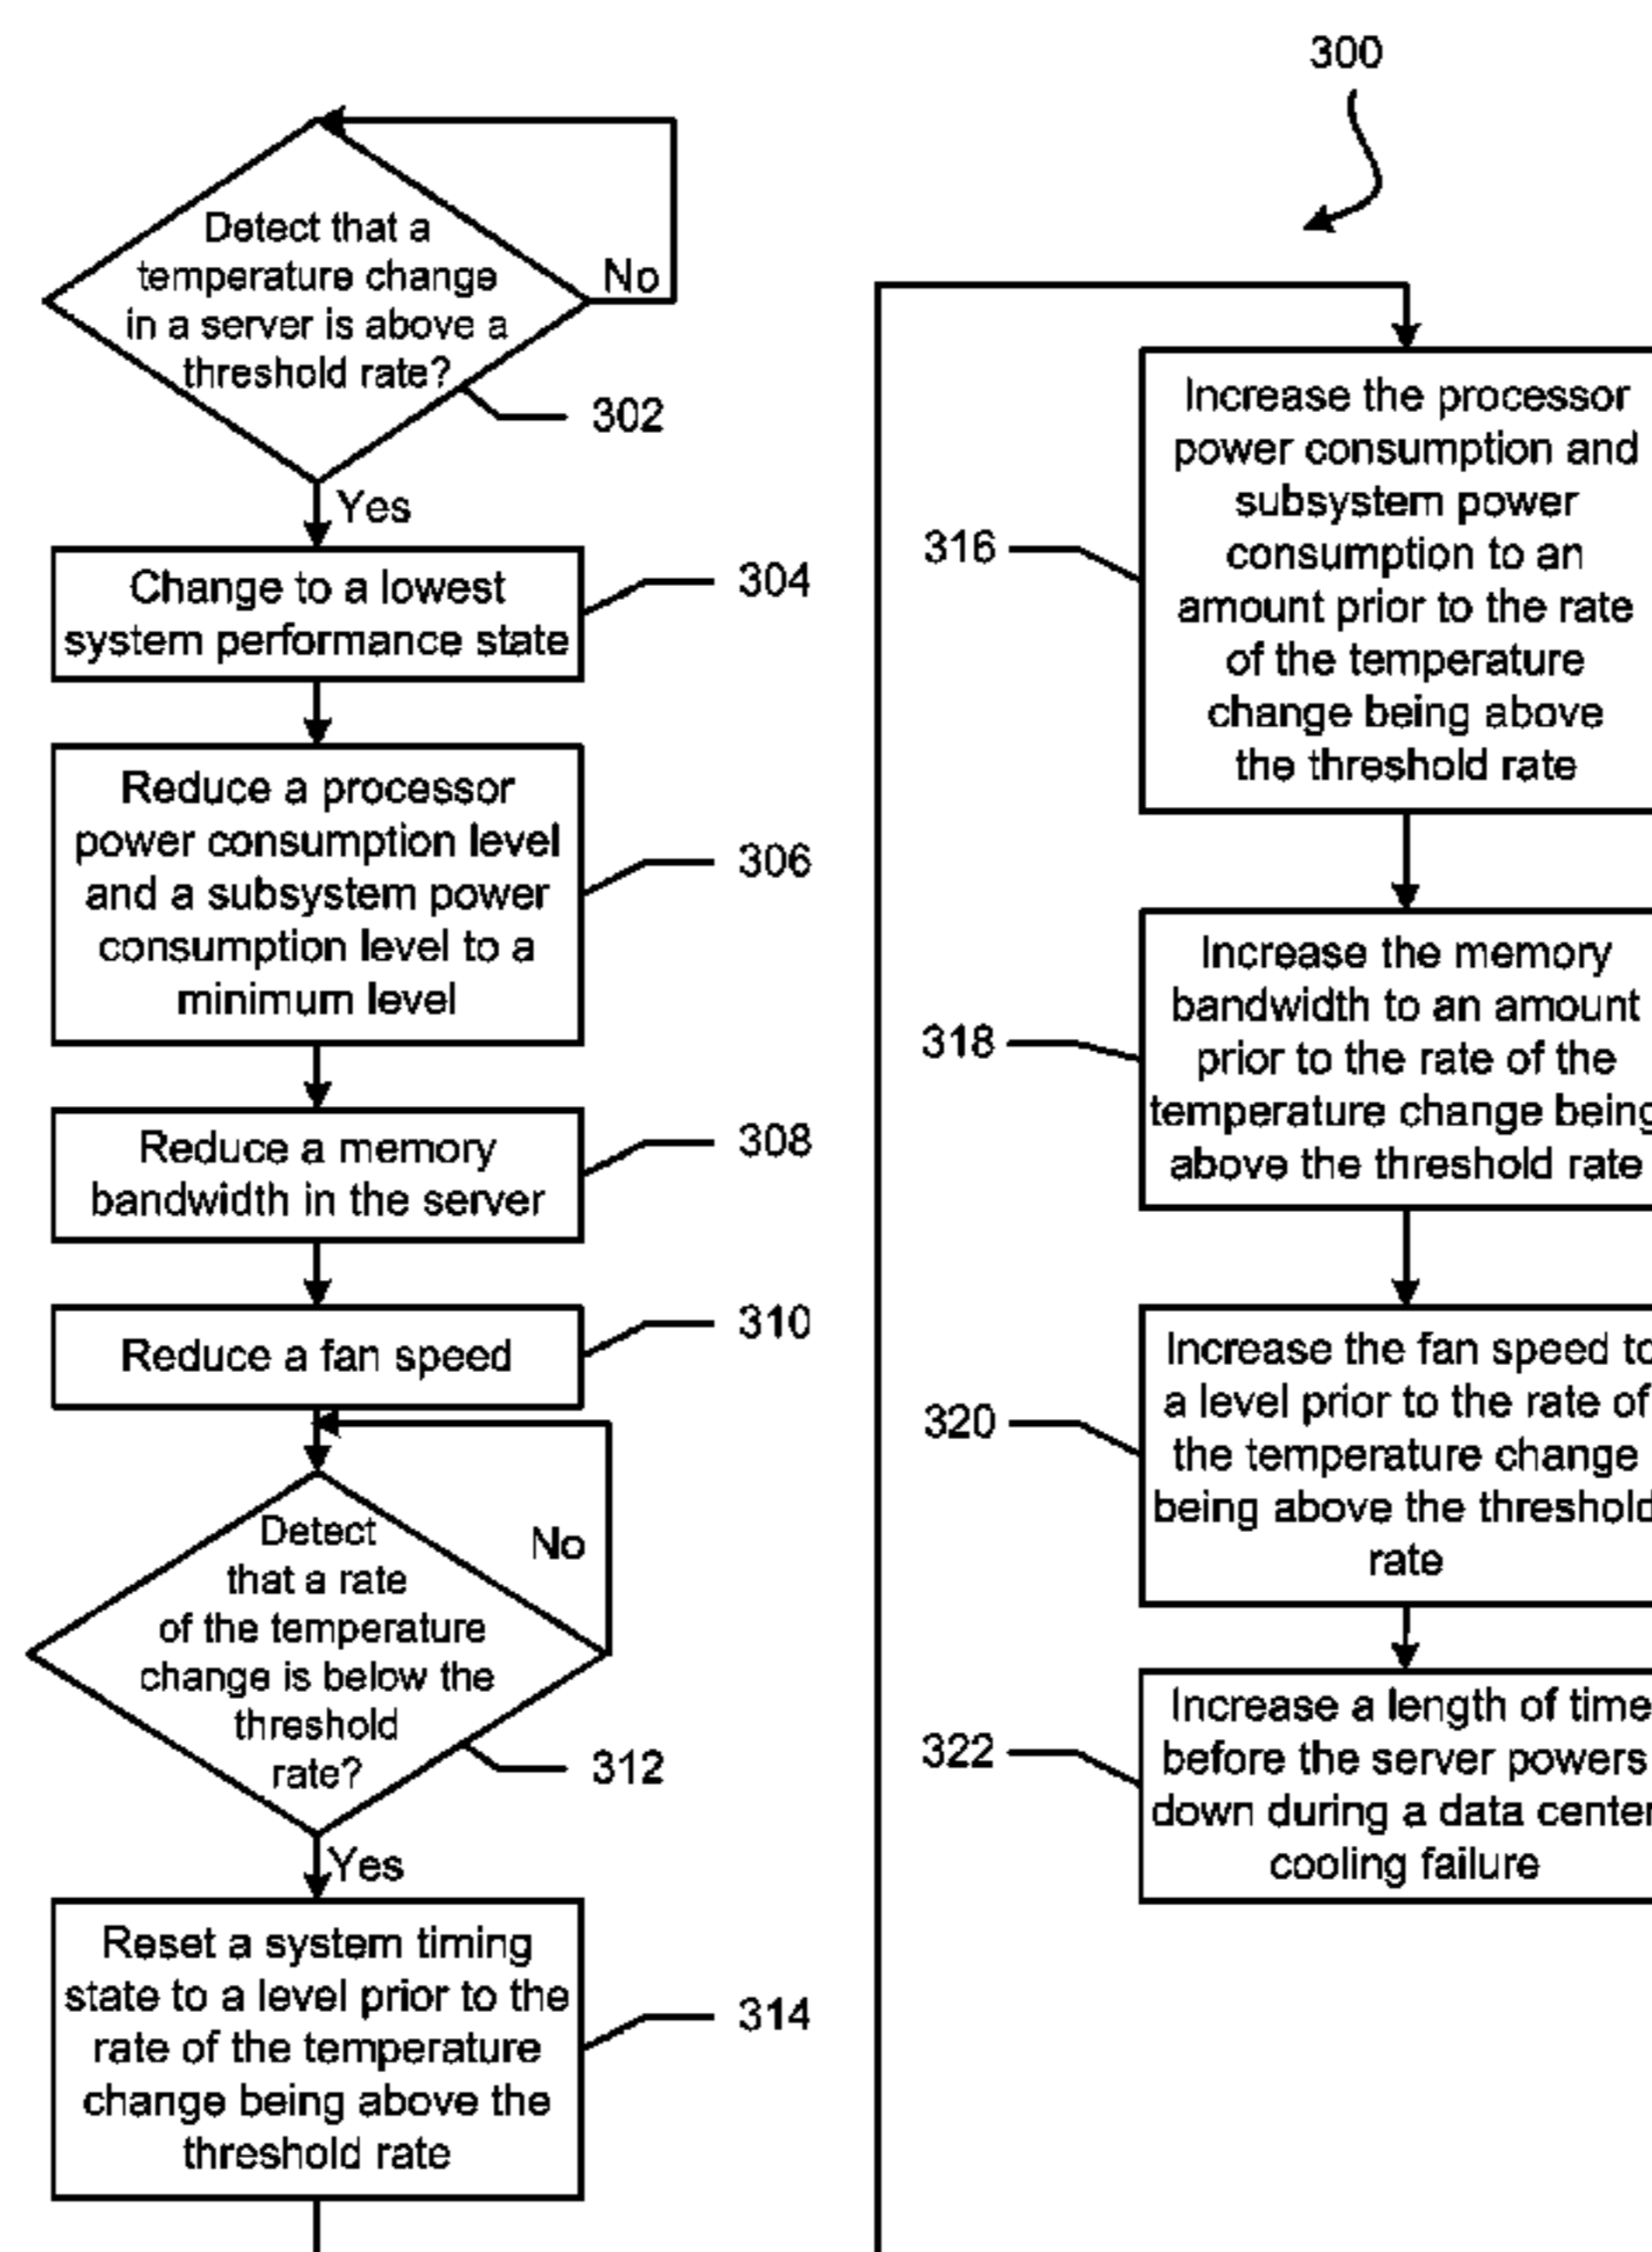 300
Detect that a
temperature change
in a server is above a
threshold rate?
No
302
Yes
Change to a lowest
system performance state
304
Reduce a processor
power consumption level
and a subsystem power
consumption level to a
minimum level
306
Reduce a memory
bandwidth in the server
308
Reduce a fan speed
310
Detect
that a rate
of the temperature
change is below the
threshold
rate?
No
312
Yes
Reset a system timing
state to a level prior to the
rate of the temperature
change being above the
threshold rate
314
Increase the processor
power consumption and
subsystem power
consumption to an
amount prior to the rate
of the temperature
change being above
the threshold rate
316
Increase the memory
bandwidth to an amount
prior to the rate of the
temperature change being
above the threshold rate
318
Increase the fan speed to
a level prior to the rate of
the temperature change
being above the threshold
rate
320
Increase a length of time
before the server powers
down during a data center
cooling failure
322